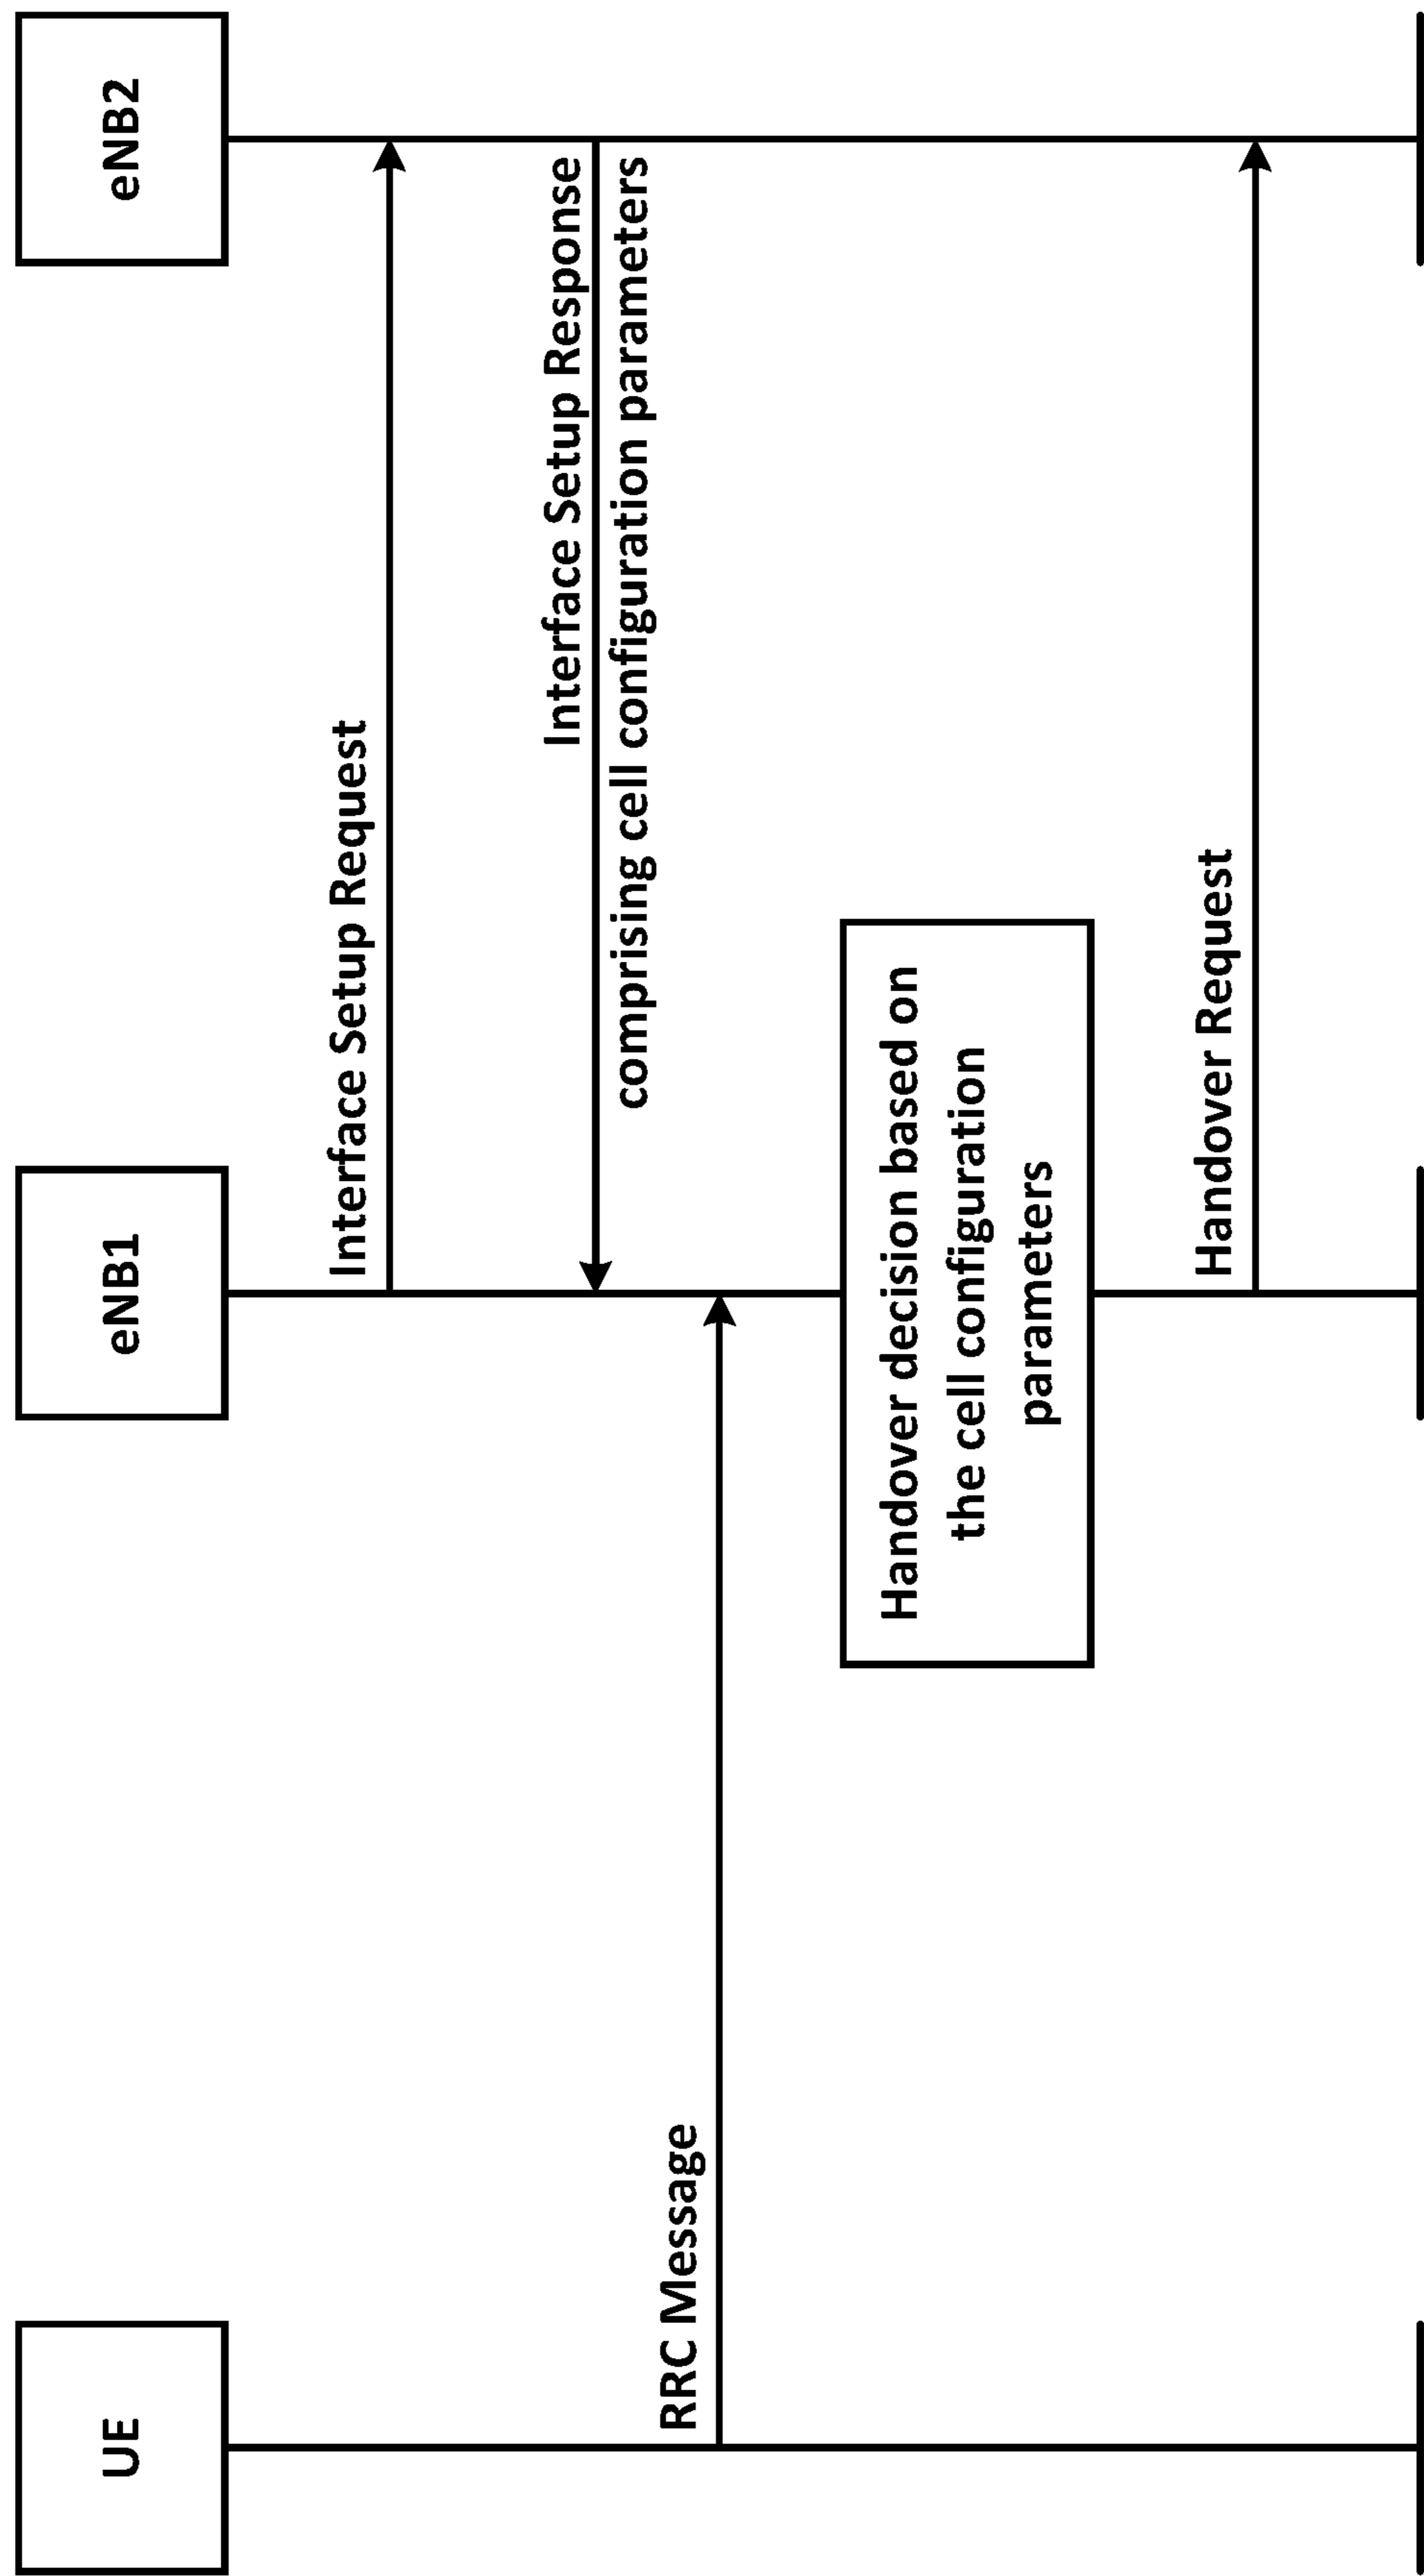 UE
eNB1
eNB2
Interface Setup Request
Interface Setup Response
comprising cell configuration parameters
RRC Message
Handover decision based on
the cell configuration
parameters
Handover Request